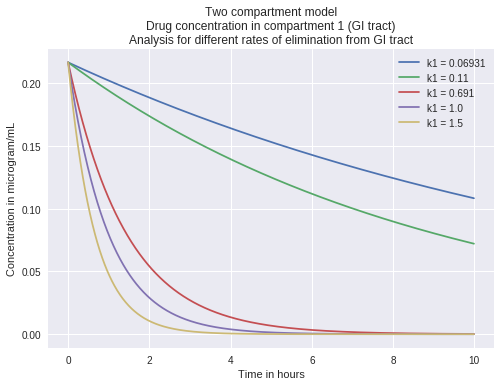 Two compartment model
Drug concentration in compartment 1 (GI tract)
Analysis for different rates of elimination from GI tract
k1 = 0.06931
k1 = 0.11
k1 = 0.691
k1 = 1.0
k1 = 1.5
Concentration in microgram/mL
0.20
0.15
0.10
0.05
0.00
0 2 4 6 8 10
Time in hours